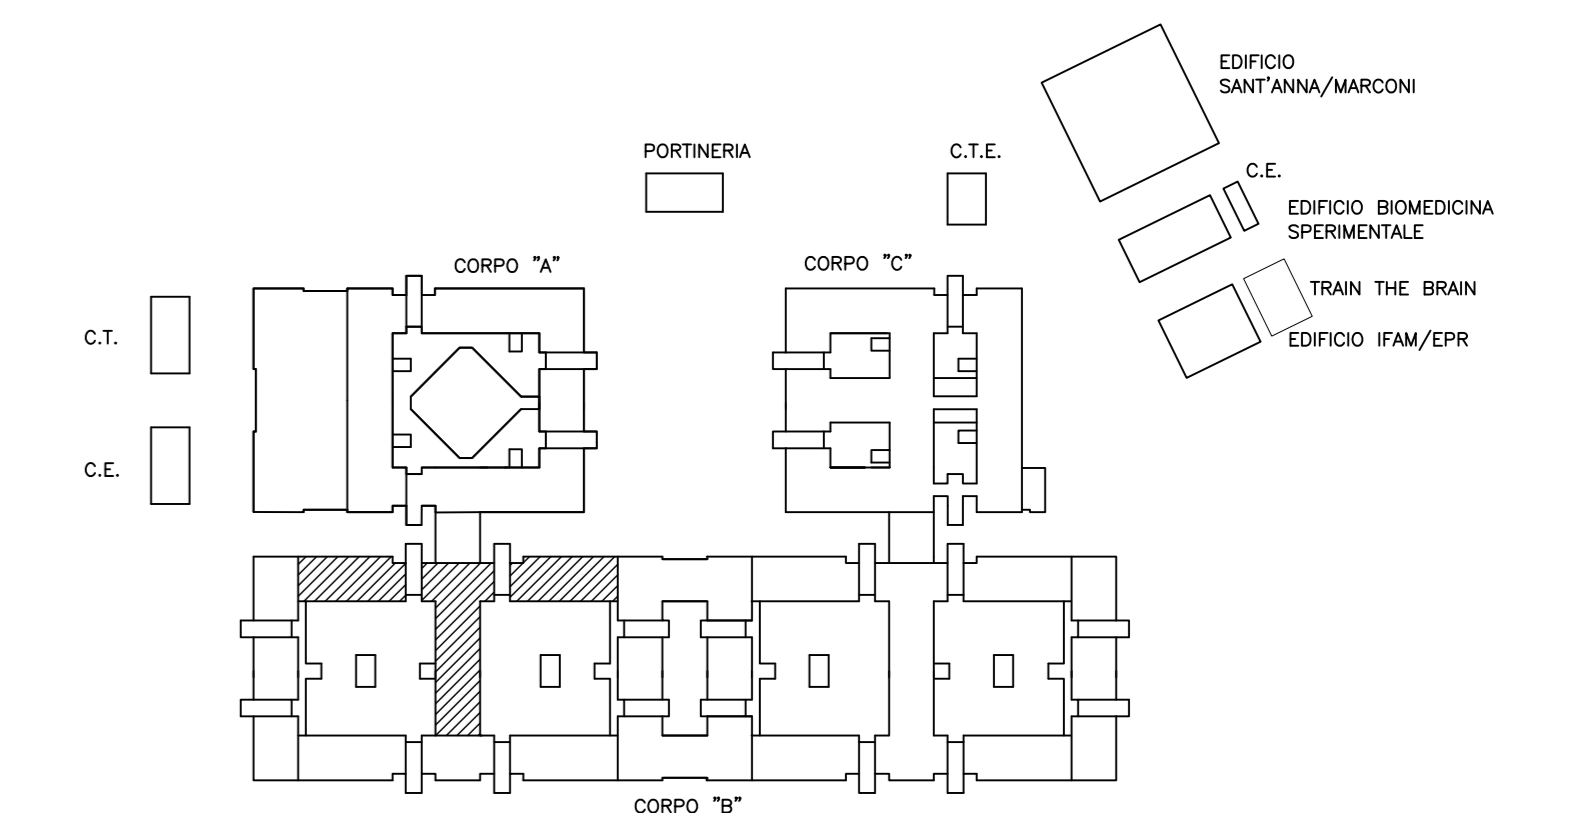 EDIFICIO
SANT'ANNA/MARCONI
PORTINERIA
C.T.E.
C.E.
EDIFICIO BIOMEDICINA
SPERIMENTALE
CORPO "A"
CORPO "C"
TRAIN THE BRAIN
C.T.
EDIFICIO IFAM/EPR
C.E.
CORPO "B"